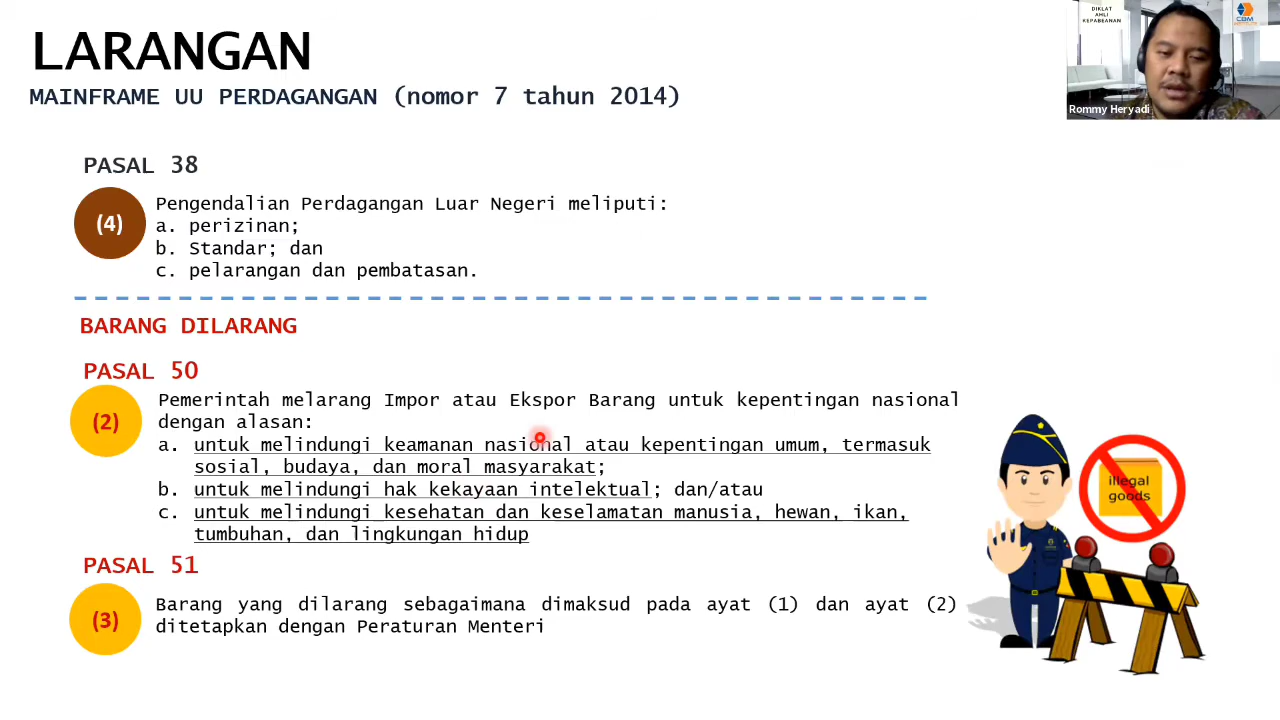 LARANGAN
MAINFRAME UU PERDAGANGAN (nomor 7 tahun 2014)
DIKLAT
AHLI
KEPABEANAN
CBM
Rommy Heryadi
PASAL 38
(4)
Pengendalian Perdagangan Luar Negeri meliputi:
a. perizinan;
b. Standar; dan
c. pelarangan dan pembatasan.
BARANG DILARANG
PASAL 50
(2)
Pemerintah melarang Impor atau Ekspor Barang untuk kepentingan nasional
dengan alasan:
a. untuk melindungi keamanan nasional atau kepentingan umum, termasuk
sosial, budaya, dan moral masyarakat;
b. untuk melindungi hak kekayaan intelektual; dan/atau
c. untuk melindungi kesehatan dan keselamatan manusia, hewan, ikan,
tumbuhan, dan lingkungan hidup
illegal
goods
PASAL 51
(3)
Barang yang dilarang sebagaimana dimaksud pada ayat (1) dan ayat (2)
ditetapkan dengan Peraturan Menteri